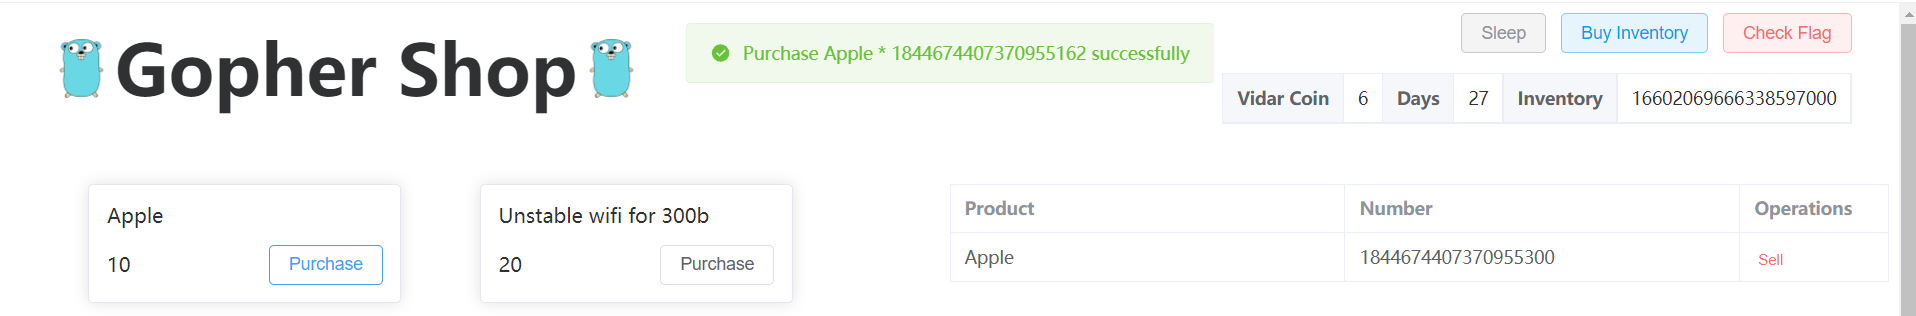 Gopher Shop
Purchase Apple * 1844674407370955162 successfully
Sleep Buy Inventory Check Flag
Vidar Coin 6 Days 27 Inventory 16602069666338597000
Apple
10 Purchase
Unstable wifi for 300b
20 Purchase
Product Number Operations
Apple 1844674407370955300 Sell